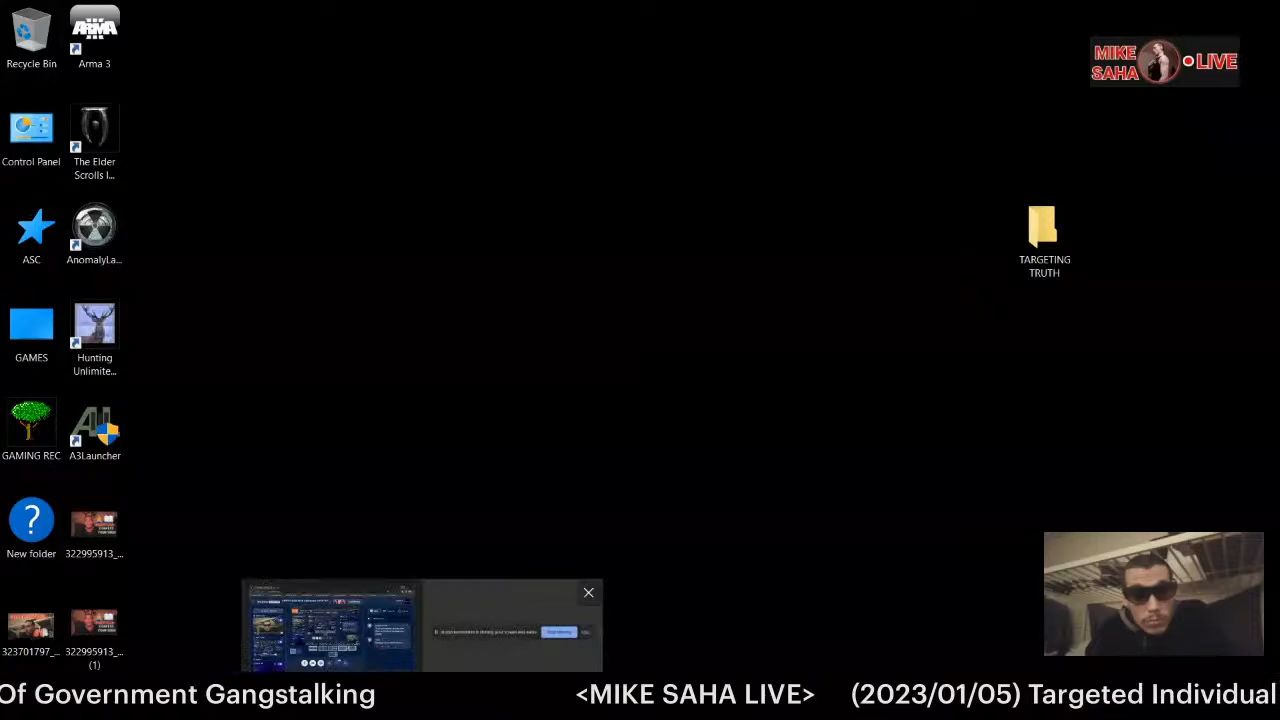 Recycle Bin
Arma 3
ARMA
III
MIKE
SAHA
LIVE
Control Panel
The Elder
Scrolls I...
ASC
AnomalyLa...
TARGETING
TRUTH
GAMES
Hunting
Unlimite...
GAMING REC
A3Launcher
New folder
322995913_...
323701797_...
322995913_...
(1)
Of Government Gangstalking <MIKE SAHA LIVE> (2023/01/05) Targeted Individual